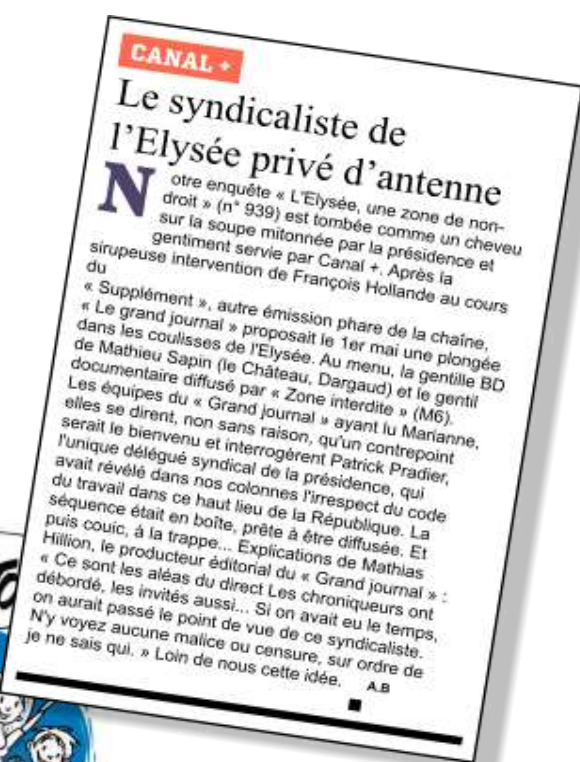 CANAL +
Le syndicaliste de
l'Elysée privé d'antenne
Notre enquête « L'Elysée, une zone de non-
droit » (n° 939) est tombée comme un cheveu
sur la soupe mitonnée par la présidence et
gentiment servie par Canal +. Après la
sirupeuse intervention de François Hollande au cours
du
« Supplément », autre émission phare de la chaîne,
« Le grand journal » proposait le 1er mai une plongée
dans les coulisses de l'Elysée. Au menu, la gentille BD
de Mathieu Sapin (le Château, Dargaud) et le gentil
documentaire diffusé par « Zone interdite » (M6).
Les équipes du « Grand journal » ayant lu Marianne,
elles se dirent, non sans raison, qu'un contrepoint
serait le bienvenu et interrogèrent Patrick Pradier,
l'unique délégué syndical de la présidence, qui
avait révélé dans nos colonnes l'irrespect du code
du travail dans ce haut lieu de la République. La
séquence était en boîte, prête à être diffusée. Et
puis couic, à la trappe... Explications de Mathias
Hillion, le producteur éditorial du « Grand journal » :
« Ce sont les aléas du direct Les chroniqueurs ont
débordé, les invités aussi... Si on avait eu le temps,
on aurait passé le point de vue de ce syndicaliste.
N'y voyez aucune malice ou censure, sur ordre de
je ne sais qui. » Loin de nous cette idée. A.B